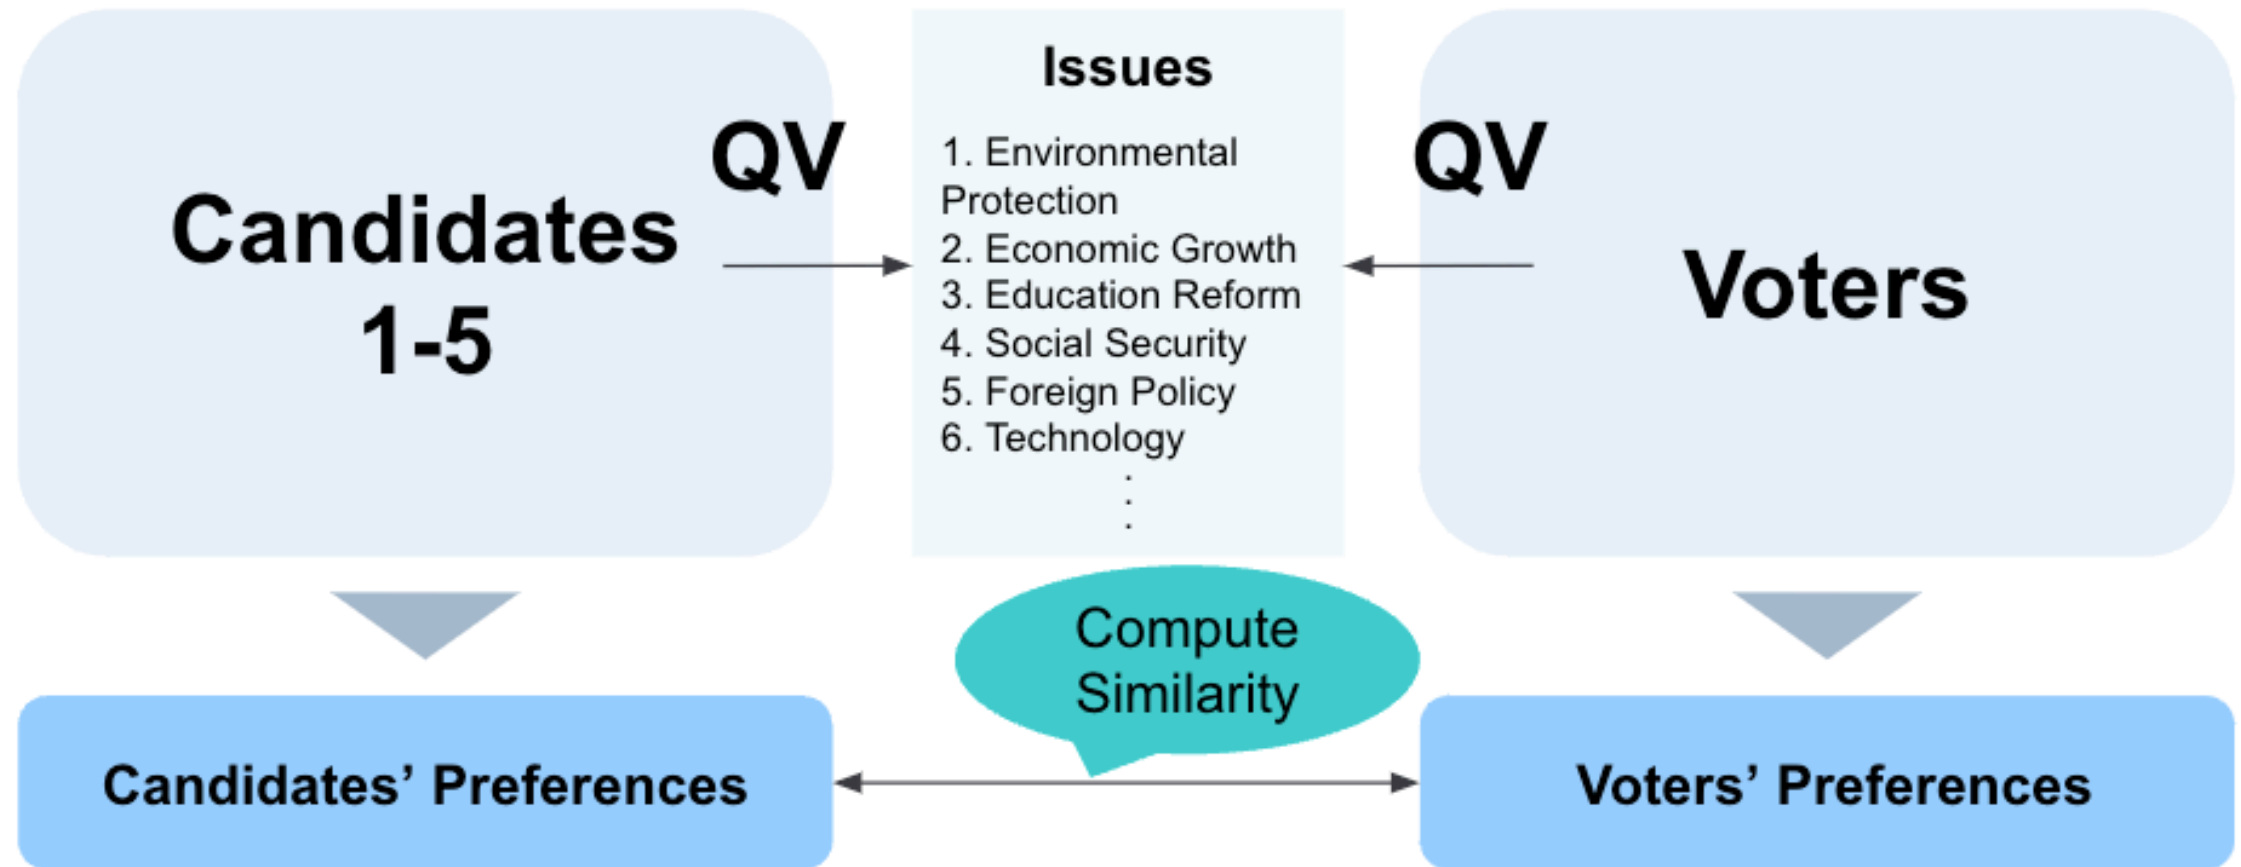 Candidates
1-5
QV
Issues
1. Environmental
Protection
2. Economic Growth
3. Education Reform
4. Social Security
5. Foreign Policy
6. Technology
.
.
.
QV
Voters
Compute
Similarity
Candidates’ Preferences
Voters’ Preferences